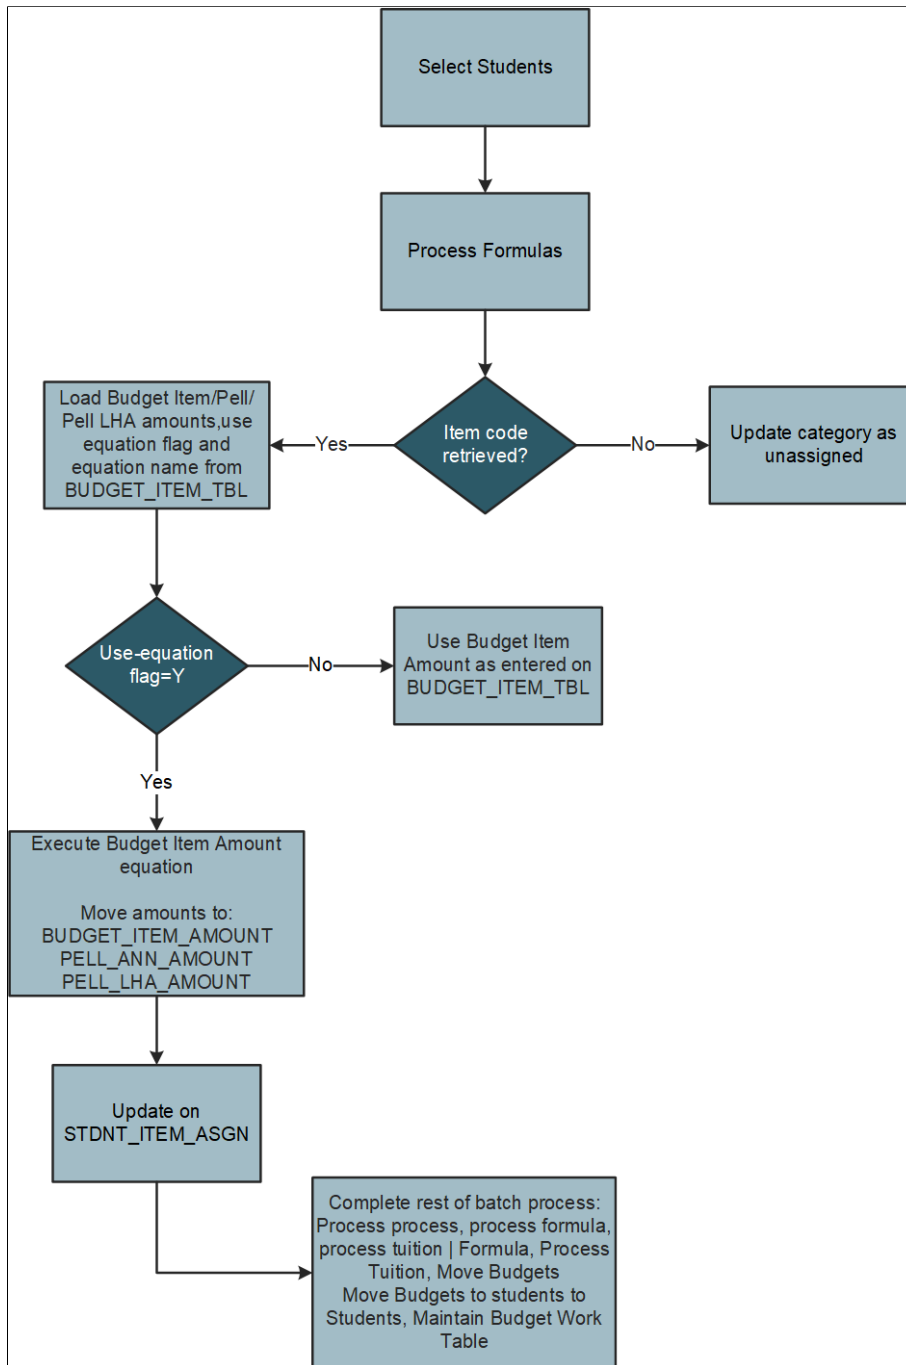 Select Students
Process Formulas
Load Budget Item/Pell/
Pell LHA amounts,use
equation flag and
equation name from
BUDGET_ITEM_TBL
Yes
Item code
retrieved?
No
Update category as
unassigned
Use-equation
flag=Y
No
Use Budget Item
Amount as entered on
BUDGET_ITEM_TBL
Yes
Execute Budget Item Amount
equation
Move amounts to:
BUDGET_ITEM_AMOUNT
PELL_ANN_AMOUNT
PELL_LHA_AMOUNT
Update on
STDNT_ITEM_ASGN
Complete rest of batch process:
Process process, process formula,
process tuition | Formula, Process
Tuition, Move Budgets
Move Budgets to students to
Students, Maintain Budget Work
Table